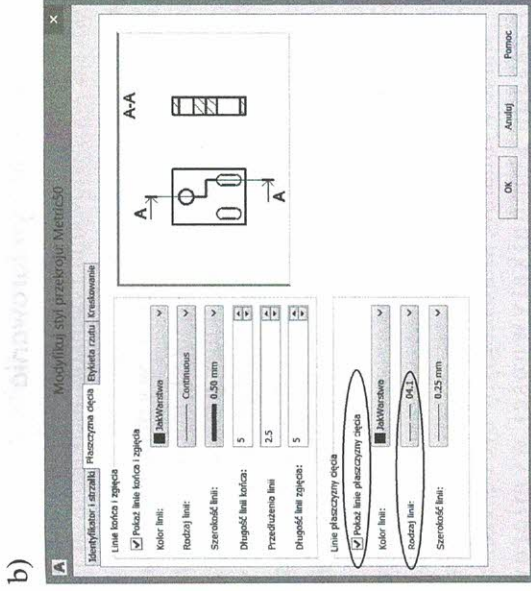 b)
A Modyfikuj styl przekroju: Metric50 ×
Identyfikator i strzałki Płaszczyzna cięcia Etykieta rzutu Kreskowanie
Linie końca i zgięcia
Pokaż linie końca i zgięcia
Kolor linii: JakWarstwa
Rodzaj linii: Continuous
Szerokość linii: 0.50 mm
Długość linii końca: 5
Przedłużenie linii 2.5
Długość linii zgięcia: 5
Linie płaszczyzny cięcia
Pokaż linie płaszczyzny cięcia
Kolor linii: JakWarstwa
Rodzaj linii: 04.1
Szerokość linii: 0.25 mm
A-A
A
A
OK Anuluj Pomoc